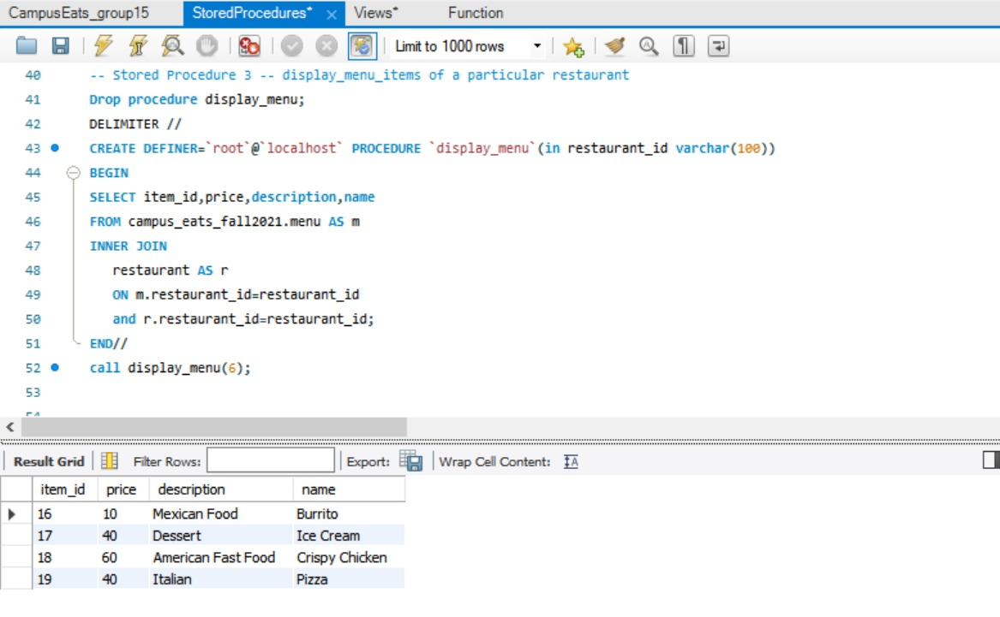 CampusEats_group15 StoredProcedures* Views* Function
Limit to 1000 rows
40 -- Stored Procedure 3 -- display_menu_items of a particular restaurant
41 Drop procedure display_menu;
42 DELIMITER //
43 CREATE DEFINER=`root`@`localhost` PROCEDURE `display_menu`(in restaurant_id varchar(100))
44 BEGIN
45 SELECT item_id,price,description,name
46 FROM campus_eats_fall2021.menu AS m
47 INNER JOIN
48 restaurant AS r
49 ON m.restaurant_id=restaurant_id
50 and r.restaurant_id=restaurant_id;
51 END//
52 call display_menu(6);
53
Result Grid Filter Rows: Export: Wrap Cell Content:
item_id price description name
16 10 Mexican Food Burrito
17 40 Dessert Ice Cream
18 60 American Fast Food Crispy Chicken
19 40 Italian Pizza